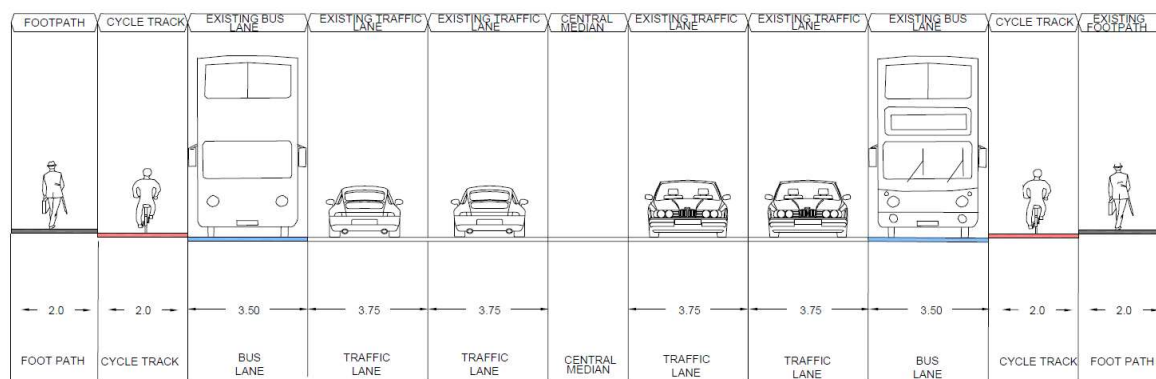 FOOTPATH
CYCLE TRACK
EXISTING BUS
LANE
EXISTING TRAFFIC
LANE
EXISTING TRAFFIC
LANE
CENTRAL
MEDIAN
EXISTING TRAFFIC
LANE
EXISTING TRAFFIC
LANE
EXISTING BUS
LANE
CYCLE TRACK
EXISTING
FOOTPATH
2.0
2.0
3.50
3.75
3.75
3.75
3.75
3.50
2.0
2.0
FOOT PATH
CYCLE TRACK
BUS
LANE
TRAFFIC
LANE
TRAFFIC
LANE
CENTRAL
MEDIAN
TRAFFIC
LANE
TRAFFIC
LANE
BUS
LANE
CYCLE TRACK
FOOT PATH